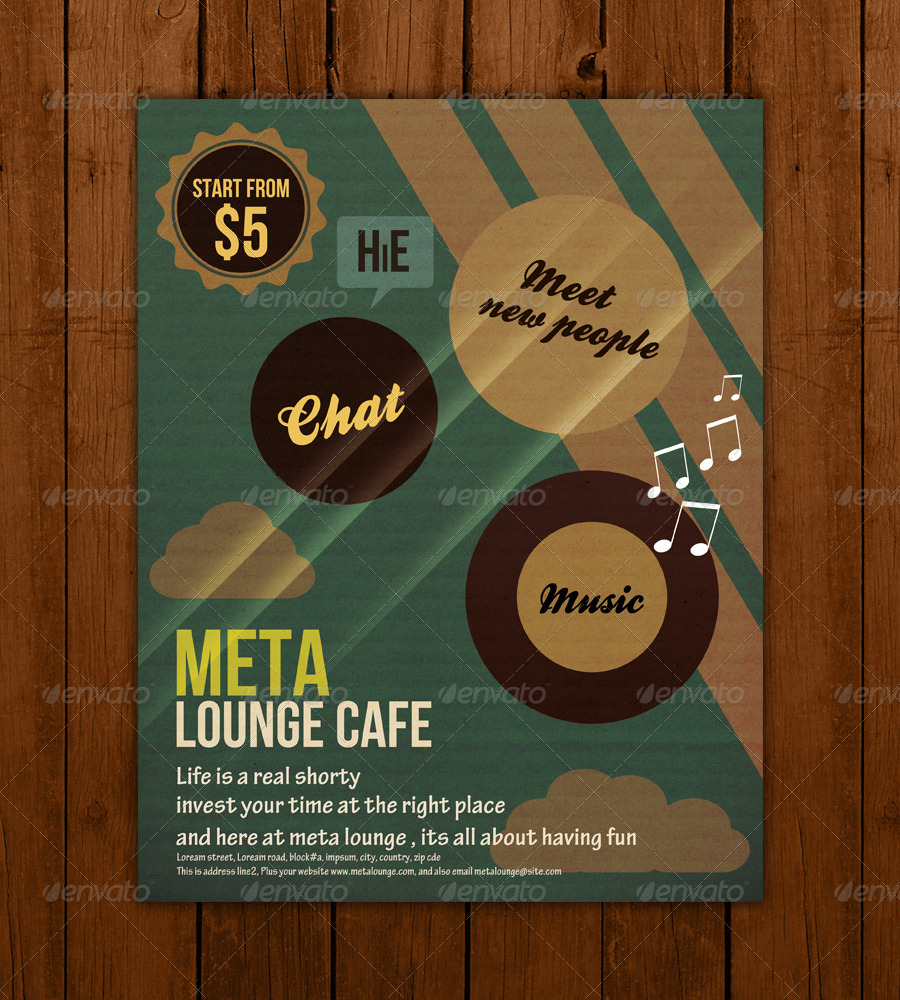 START FROM
$5
HiE
Meet
new people
Chat
Music
META
LOUNGE CAFE
Life is a real shorty
invest your time at the right place
and here at meta lounge , its all about having fun
Loream street, Loream road, block#a, impsum, city, country, zip cde
This is address line2, Plus your website www.metalounge.com, and also email metalounge@site.com
envato